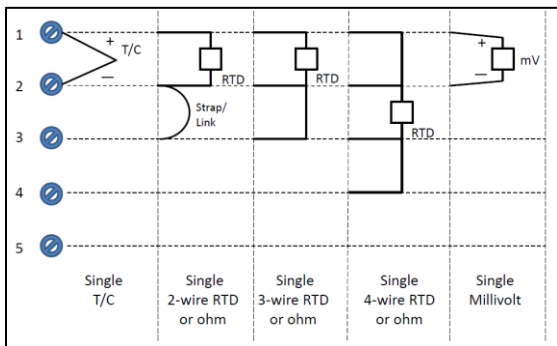 1
+
T/C
−
2
3
4
5
RTD
Strap/
Link
RTD
RTD
+
mV
−
Single
T/C
Single
2-wire RTD
or ohm
Single
3-wire RTD
or ohm
Single
4-wire RTD
or ohm
Single
Millivolt